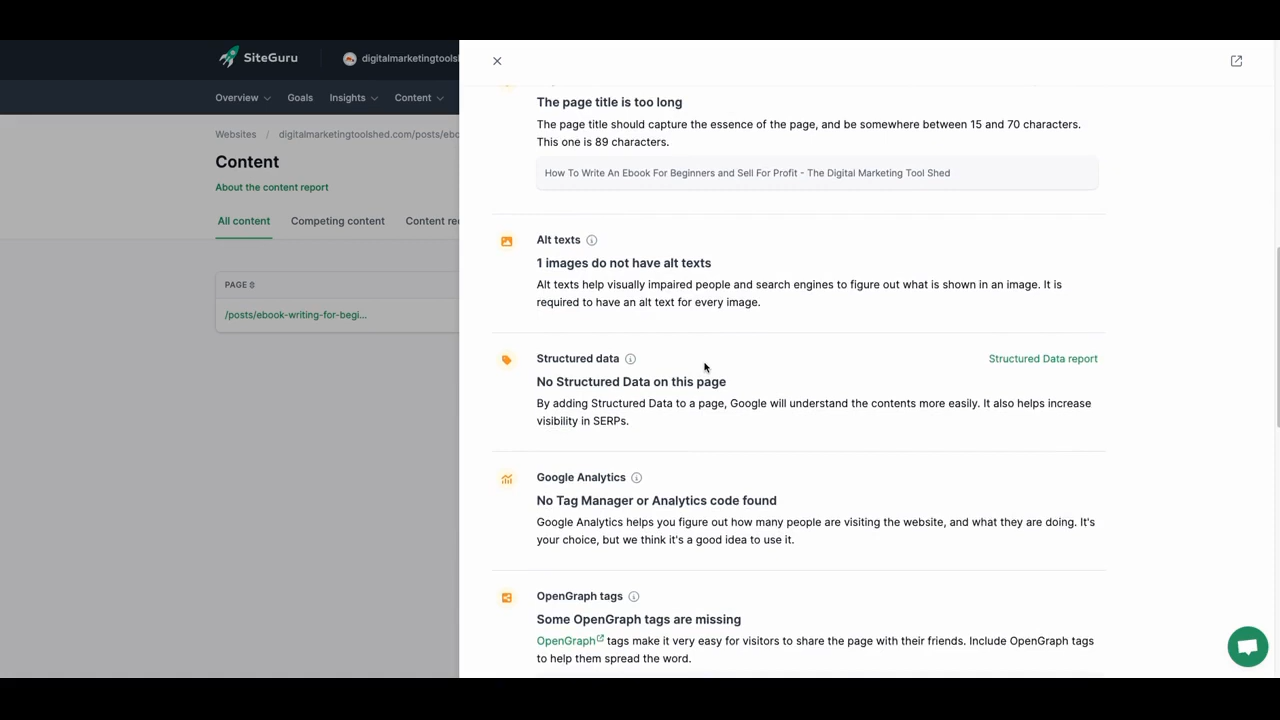 SiteGuru
digitalmarketingtoolsh
Overview
Goals
Insights
Content
Websites / digitalmarketingtoolshed.com/posts/ebo
Content
About the content report
All content
Competing content
Content rec
PAGE
/posts/ebook-writing-for-begi...
The page title is too long
The page title should capture the essence of the page, and be somewhere between 15 and 70 characters.
This one is 89 characters.
How To Write An Ebook For Beginners and Sell For Profit - The Digital Marketing Tool Shed
Alt texts
1 images do not have alt texts
Alt texts help visually impaired people and search engines to figure out what is shown in an image. It is
required to have an alt text for every image.
Structured data
Structured Data report
No Structured Data on this page
By adding Structured Data to a page, Google will understand the contents more easily. It also helps increase
visibility in SERPs.
Google Analytics
No Tag Manager or Analytics code found
Google Analytics helps you figure out how many people are visiting the website, and what they are doing. It's
your choice, but we think it's a good idea to use it.
OpenGraph tags
Some OpenGraph tags are missing
OpenGraph tags make it very easy for visitors to share the page with their friends. Include OpenGraph tags
to help them spread the word.